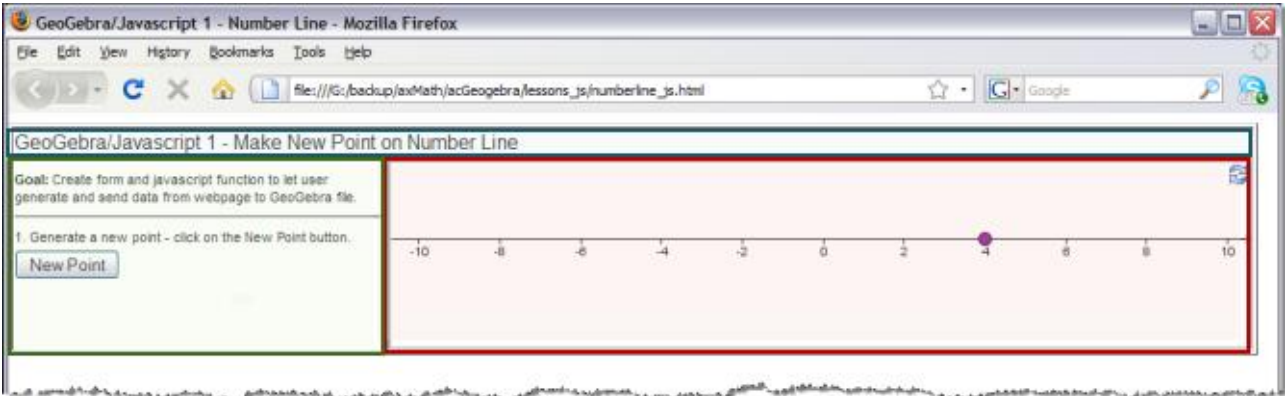 GeoGebra/Javascript 1 - Number Line - Mozilla Firefox
File Edit View History Bookmarks Tools Help
file:///G:/backup/axMath/acGeogebra/lessons_js/numberline_js.html
G Google
GeoGebra/Javascript 1 - Make New Point on Number Line
Goal: Create form and javascript function to let user
generate and send data from webpage to GeoGebra file.
1. Generate a new point - click on the New Point button.
New Point
-10 -8 -6 -4 -2 0 2 4 6 8 10